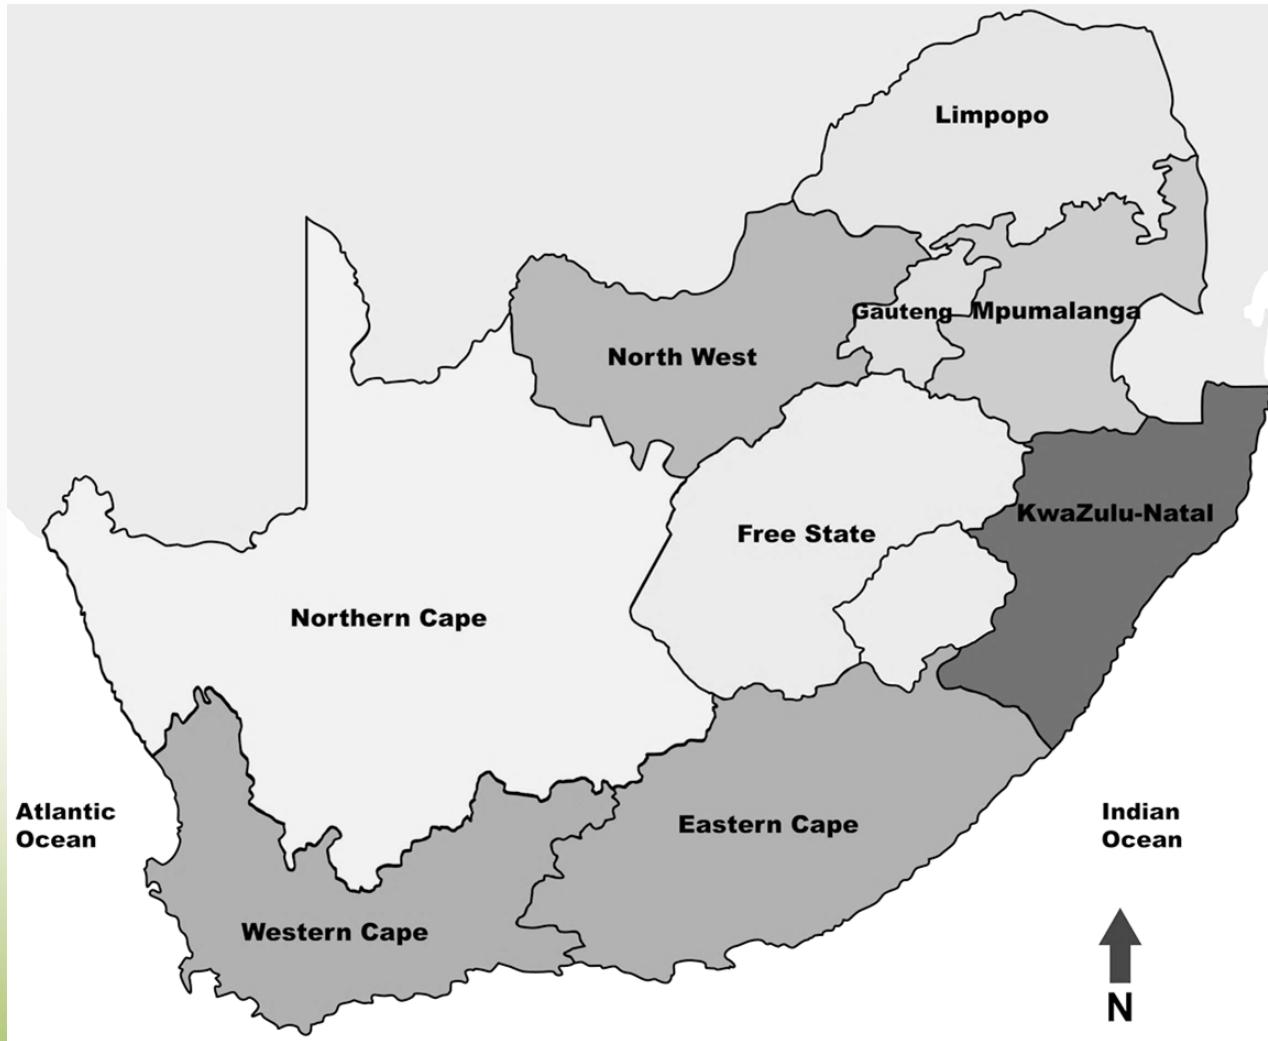 Limpopo
Gauteng
Mpumalanga
North West
KwaZulu-Natal
Free State
Northern Cape
Atlantic
Ocean
Eastern Cape
Indian
Ocean
Western Cape
N